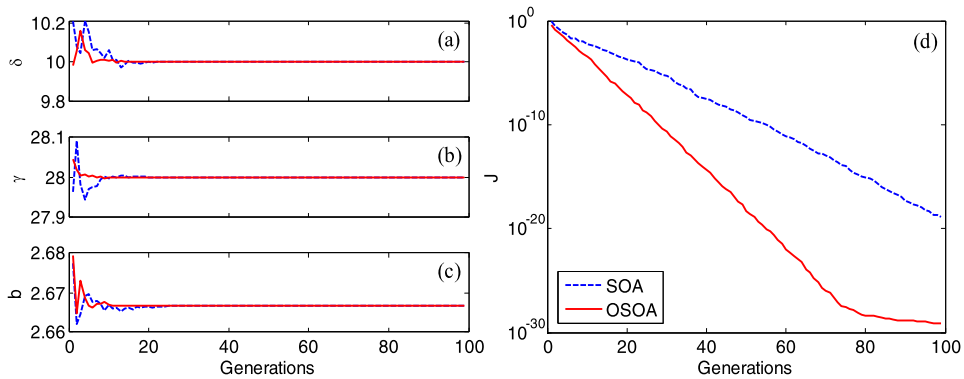 10.2
10
9.8
δ
(a)
28.1
28
27.9
γ
(b)
2.68
2.67
2.66
b
(c)
0 20 40 60 80 100
Generations
10^0
10^-10
10^-20
10^-30
J
(d)
SOA
OSOA
0 20 40 60 80 100
Generations